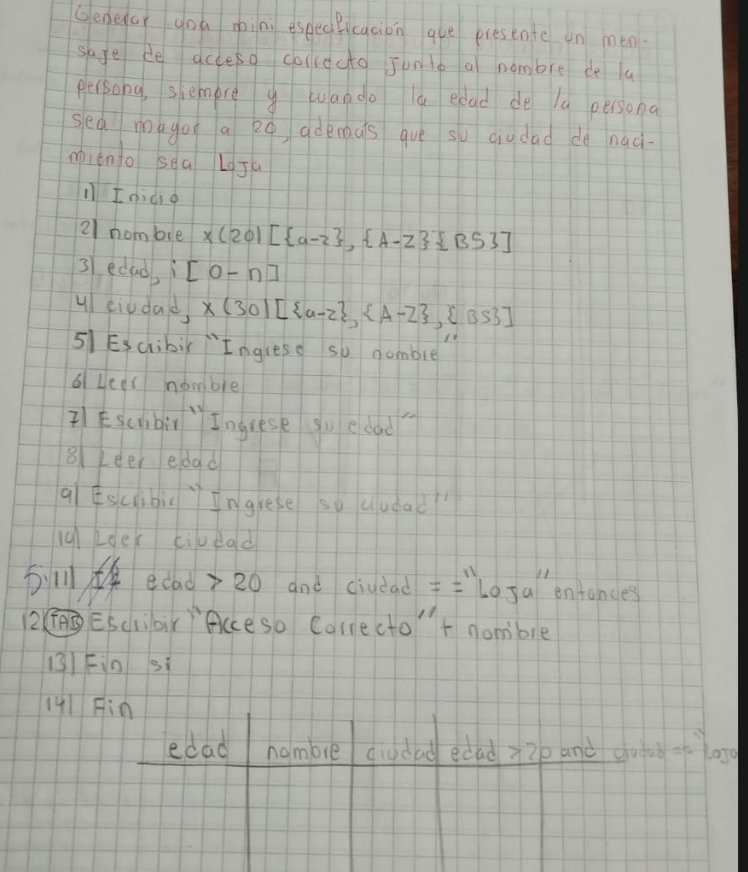 Generar una mini especificación que presente un men-
saje de acceso correcto junto al nombre de la
persona, siempre y cuando la edad de la persona
sea mayor a 20, además que su ciudad de naci-
miento sea Loja
1) Inicio
2) nombre x(20)[{a-z}, {A-Z}{BS}]
3) edad, i[0-n]
4) ciudad, x(30)[{a-z}, {A-Z}, {BS}]
5) Escribir "Ingrese su nombre"
6) Leer nombre
7) Escribir "Ingrese su edad"
8) Leer edad
9) Escribir "Ingrese su ciudad"
10) Leer ciudad
11) edad > 20 and ciudad == "Loja" entonces
12) TAB Escribir "Acceso Correcto" + nombre
13) Fin si
14) Fin
edad nombre ciudad edad > 20 and ciudad == "Loja